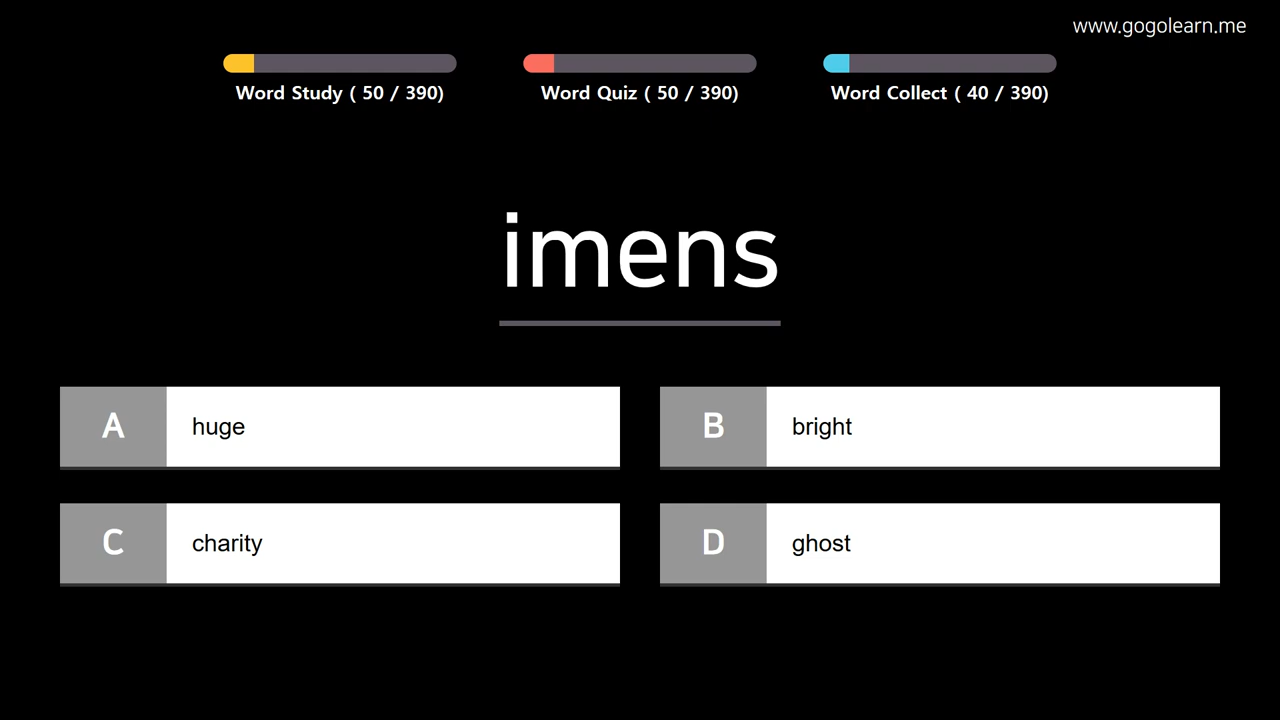 www.gogolearn.me
Word Study ( 50 / 390)
Word Quiz ( 50 / 390)
Word Collect ( 40 / 390)
imens
A huge
B bright
C charity
D ghost